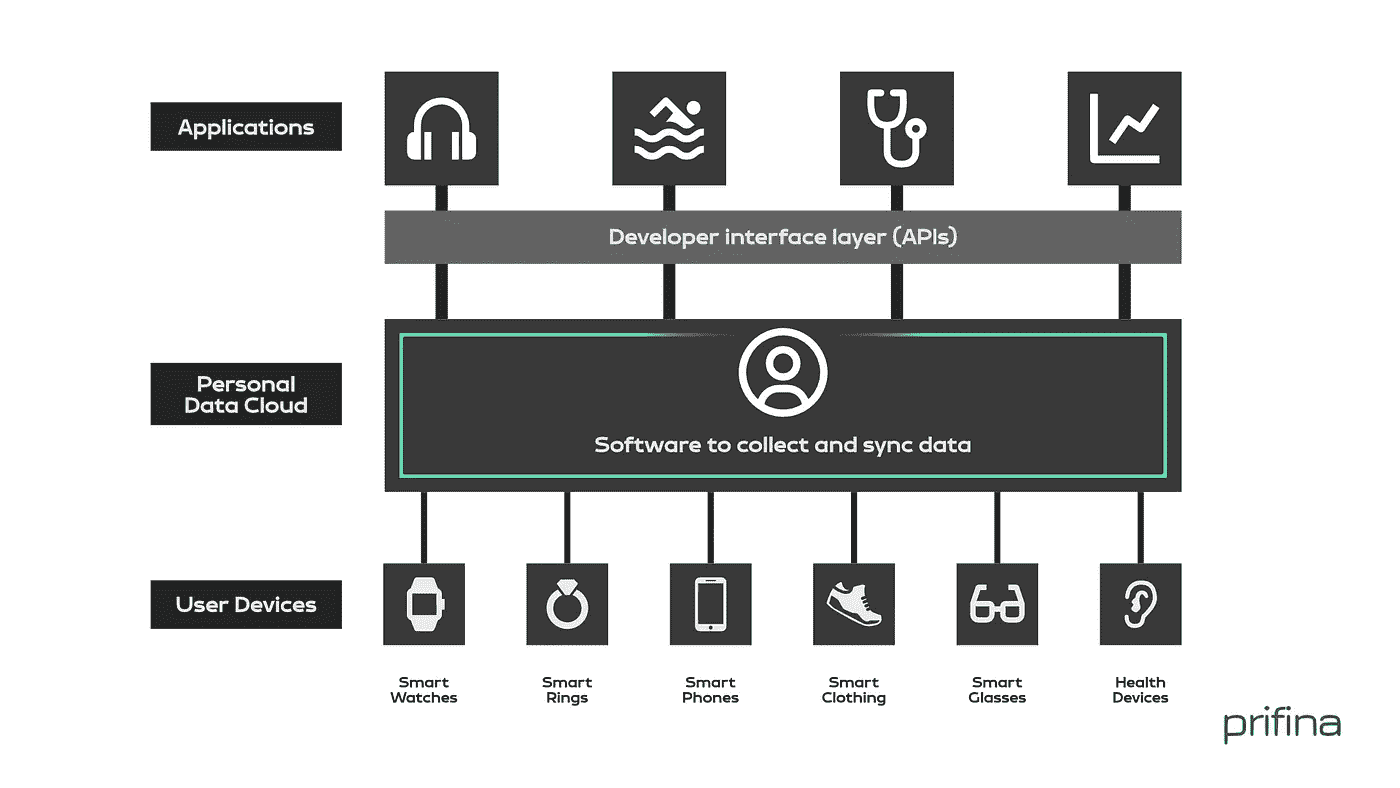 Applications
Developer interface layer (APIs)
Personal
Data Cloud
Software to collect and sync data
User Devices
Smart
Watches
Smart
Rings
Smart
Phones
Smart
Clothing
Smart
Glasses
Health
Devices
prifina